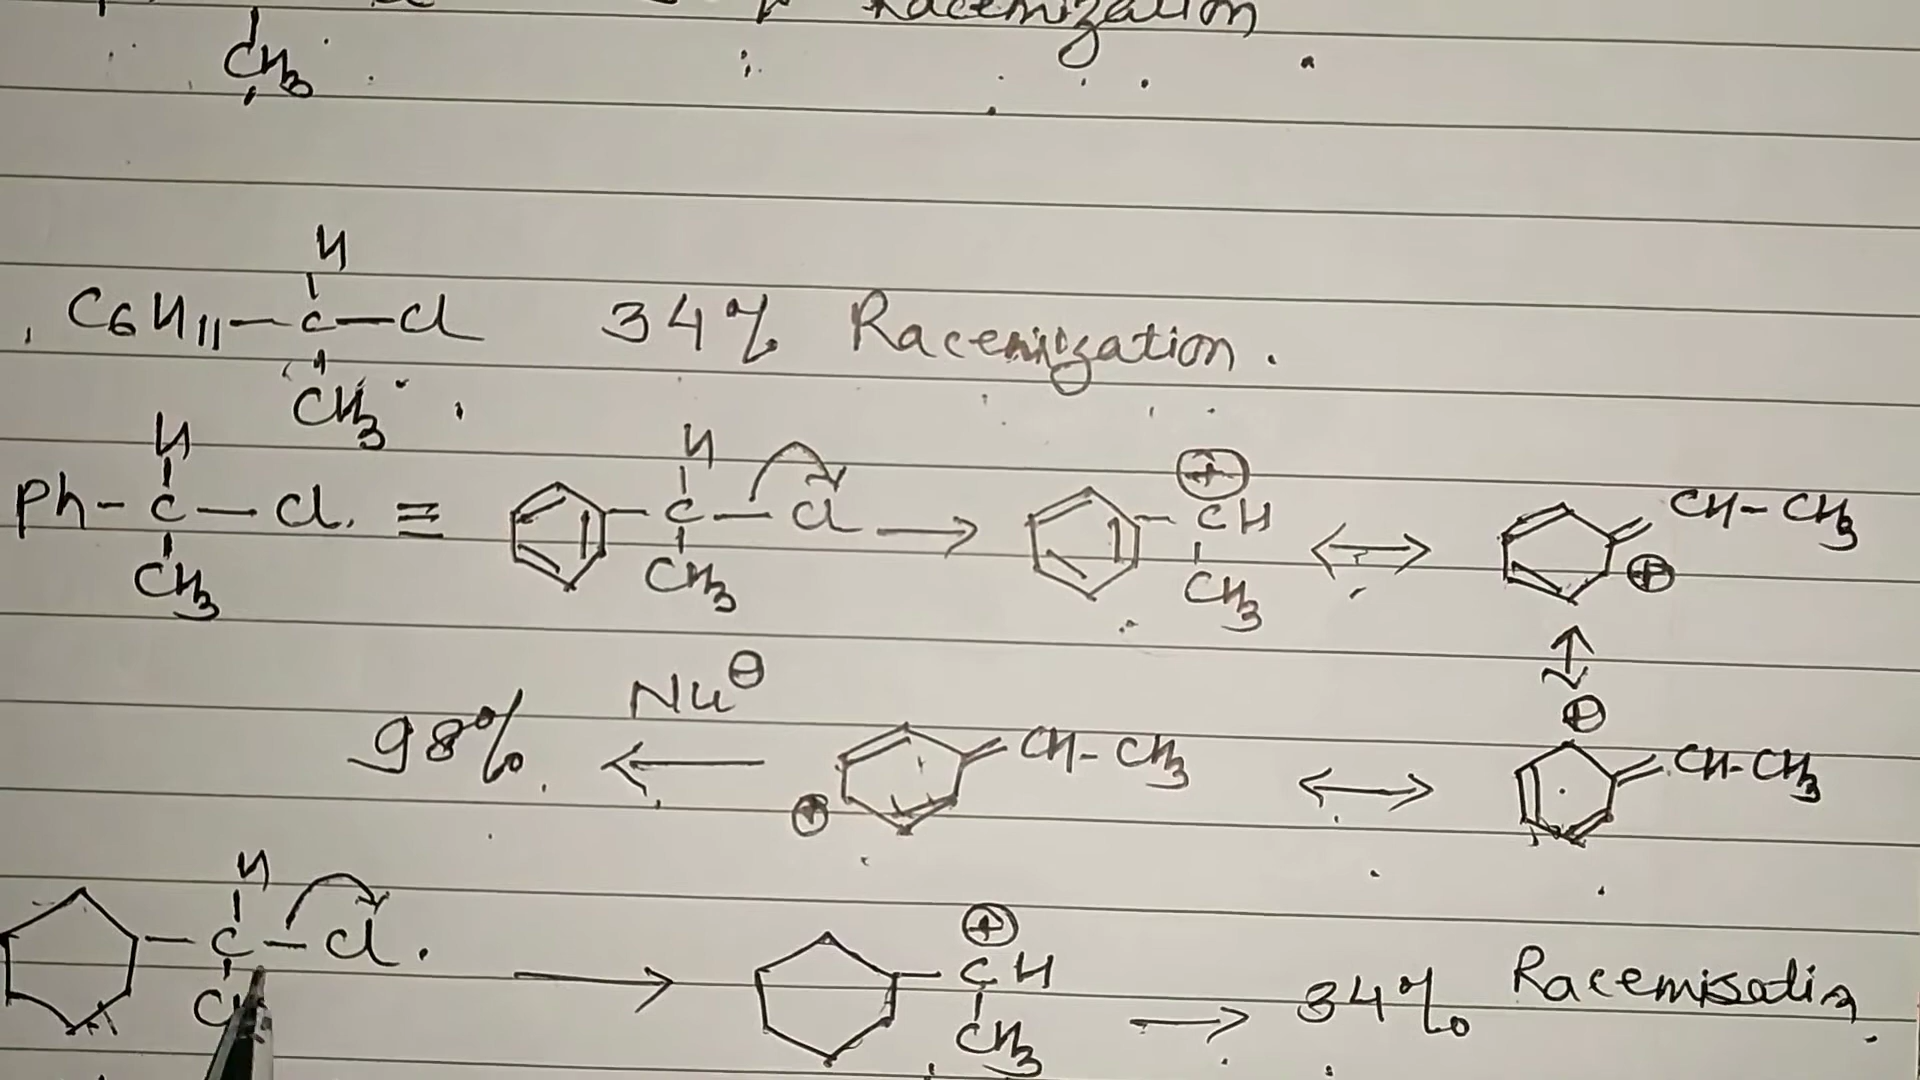 Racemization
CH3
H
C6H11—C—Cl 34% Racemization.
CH3
H H ⊕
Ph—C—Cl. ≡ C—Cl → CH ↔ CH—CH3
CH3 CH3 CH3 ⊕
98% ← Nu⊖ ⊕ CH—CH3 ↔ ⊕ CH—CH3
H ⊕
C—Cl. → CH → 34% Racemisation
CH3